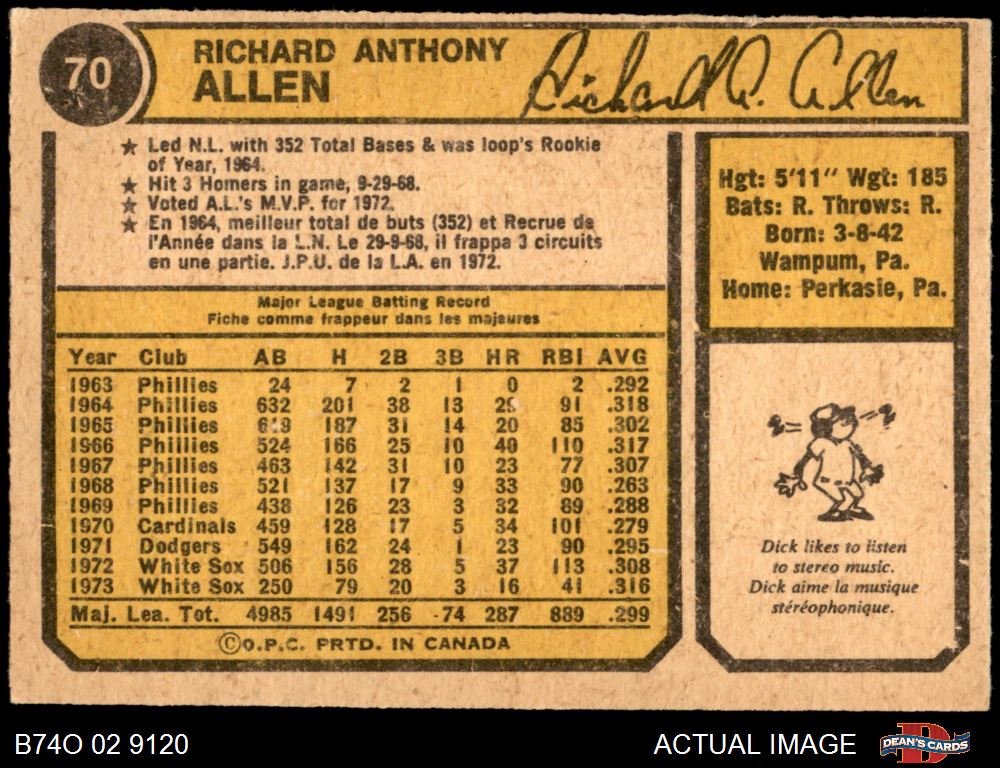 70
RICHARD ANTHONY
ALLEN
Richard A. Allen
★ Led N.L. with 352 Total Bases & was loop's Rookie
of Year, 1964.
★ Hit 3 Homers in game, 9-29-68.
★ Voted A.L.'s M.V.P. for 1972.
★ En 1964, meilleur total de buts (352) et Recrue de
l'Année dans la L.N. Le 29-9-68, il frappa 3 circuits
en une partie. J.P.U. de la L.A. en 1972.
Major League Batting Record
Fiche comme frappeur dans les majeures
Year Club AB H 2B 3B HR RBI AVG
1963 Phillies 24 7 2 1 0 2 .292
1964 Phillies 632 201 38 13 29 91 .318
1965 Phillies 619 187 31 14 20 85 .302
1966 Phillies 524 166 25 10 40 110 .317
1967 Phillies 463 142 31 10 23 77 .307
1968 Phillies 521 137 17 9 33 90 .263
1969 Phillies 438 126 23 3 32 89 .288
1970 Cardinals 459 128 17 5 34 101 .279
1971 Dodgers 549 162 24 1 23 90 .295
1972 White Sox 506 156 28 5 37 113 .308
1973 White Sox 250 79 20 3 16 41 .316
Maj. Lea. Tot. 4985 1491 256 74 287 889 .299
©O.P.C. PRTD. IN CANADA
Hgt: 5'11" Wgt: 185
Bats: R. Throws: R.
Born: 3-8-42
Wampum, Pa.
Home: Perkasie, Pa.
Dick likes to listen
to stereo music.
Dick aime la musique
stéréophonique.
B74O 02 9120
ACTUAL IMAGE
DEAN'S CARDS